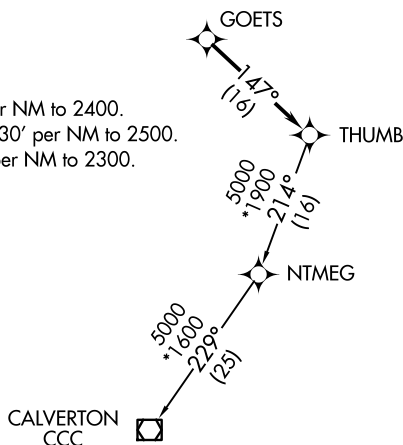 GOETS
147°
(16)
r NM to 2400.
30' per NM to 2500.
er NM to 2300.
THUMB
5000
*1900
214°
(16)
NTMEG
5000
*1600
229°
(25)
CALVERTON
CCC